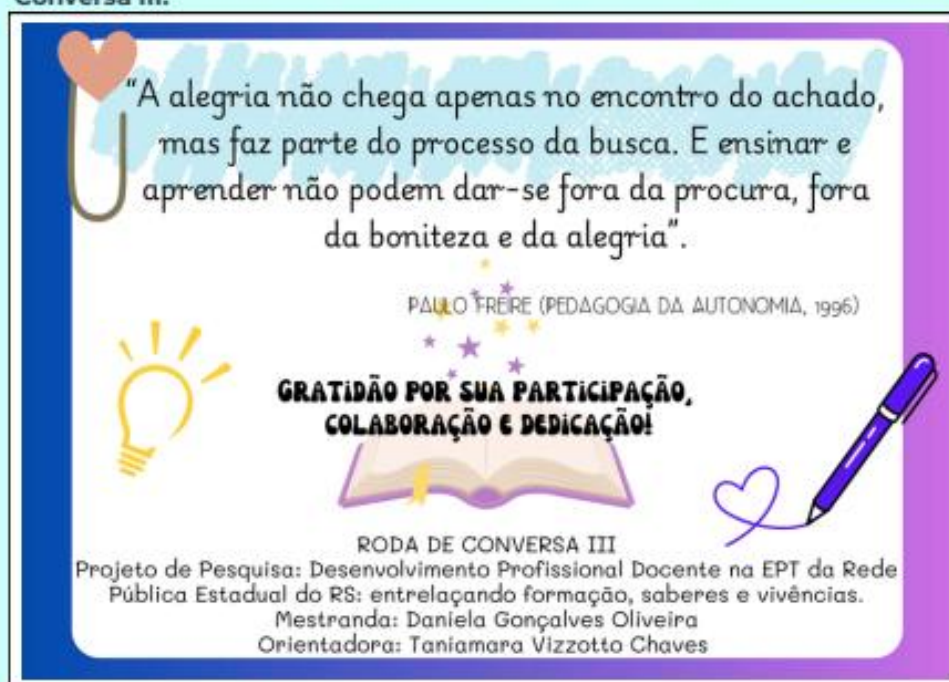 Conversa III.
“A alegria não chega apenas no encontro do achado,
mas faz parte do processo da busca. E ensinar e
aprender não podem dar-se fora da procura, fora
da boniteza e da alegria”.
PAULO FREIRE (PEDAGOGIA DA AUTONOMIA, 1996)
GRATIDÃO POR SUA PARTICIPAÇÃO,
COLABORAÇÃO E DEDICAÇÃO!
RODA DE CONVERSA III
Projeto de Pesquisa: Desenvolvimento Profissional Docente na EPT da Rede
Pública Estadual do RS: entrelaçando formação, saberes e vivências.
Mestranda: Daniela Gonçalves Oliveira
Orientadora: Taniamara Vizzotto Chaves